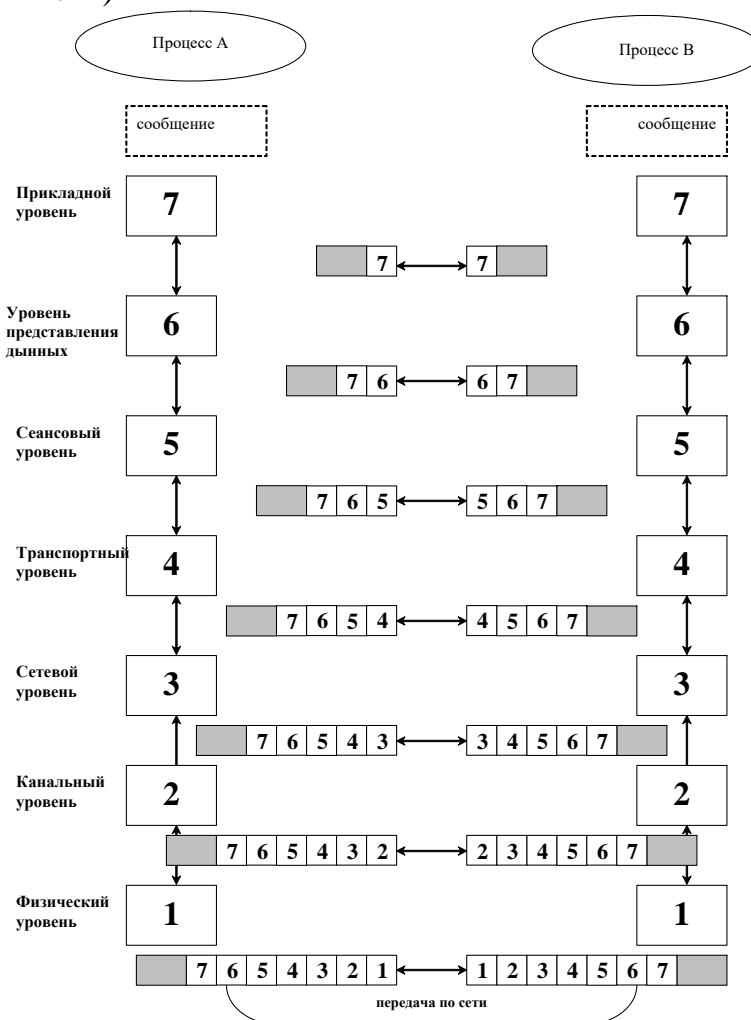 )
Процесс А
Процесс В
сообщение
сообщение
Прикладной
уровень
7
7
7
7
Уровень
представления
дынных
6
6
7 6
6 7
Сеансовый
уровень
5
5
7 6 5
5 6 7
Транспортный
уровень
4
4
7 6 5 4
4 5 6 7
Сетевой
уровень
3
3
7 6 5 4 3
3 4 5 6 7
Канальный
уровень
2
2
7 6 5 4 3 2
2 3 4 5 6 7
Физический
уровень
1
1
7 6 5 4 3 2 1
1 2 3 4 5 6 7
передача по сети